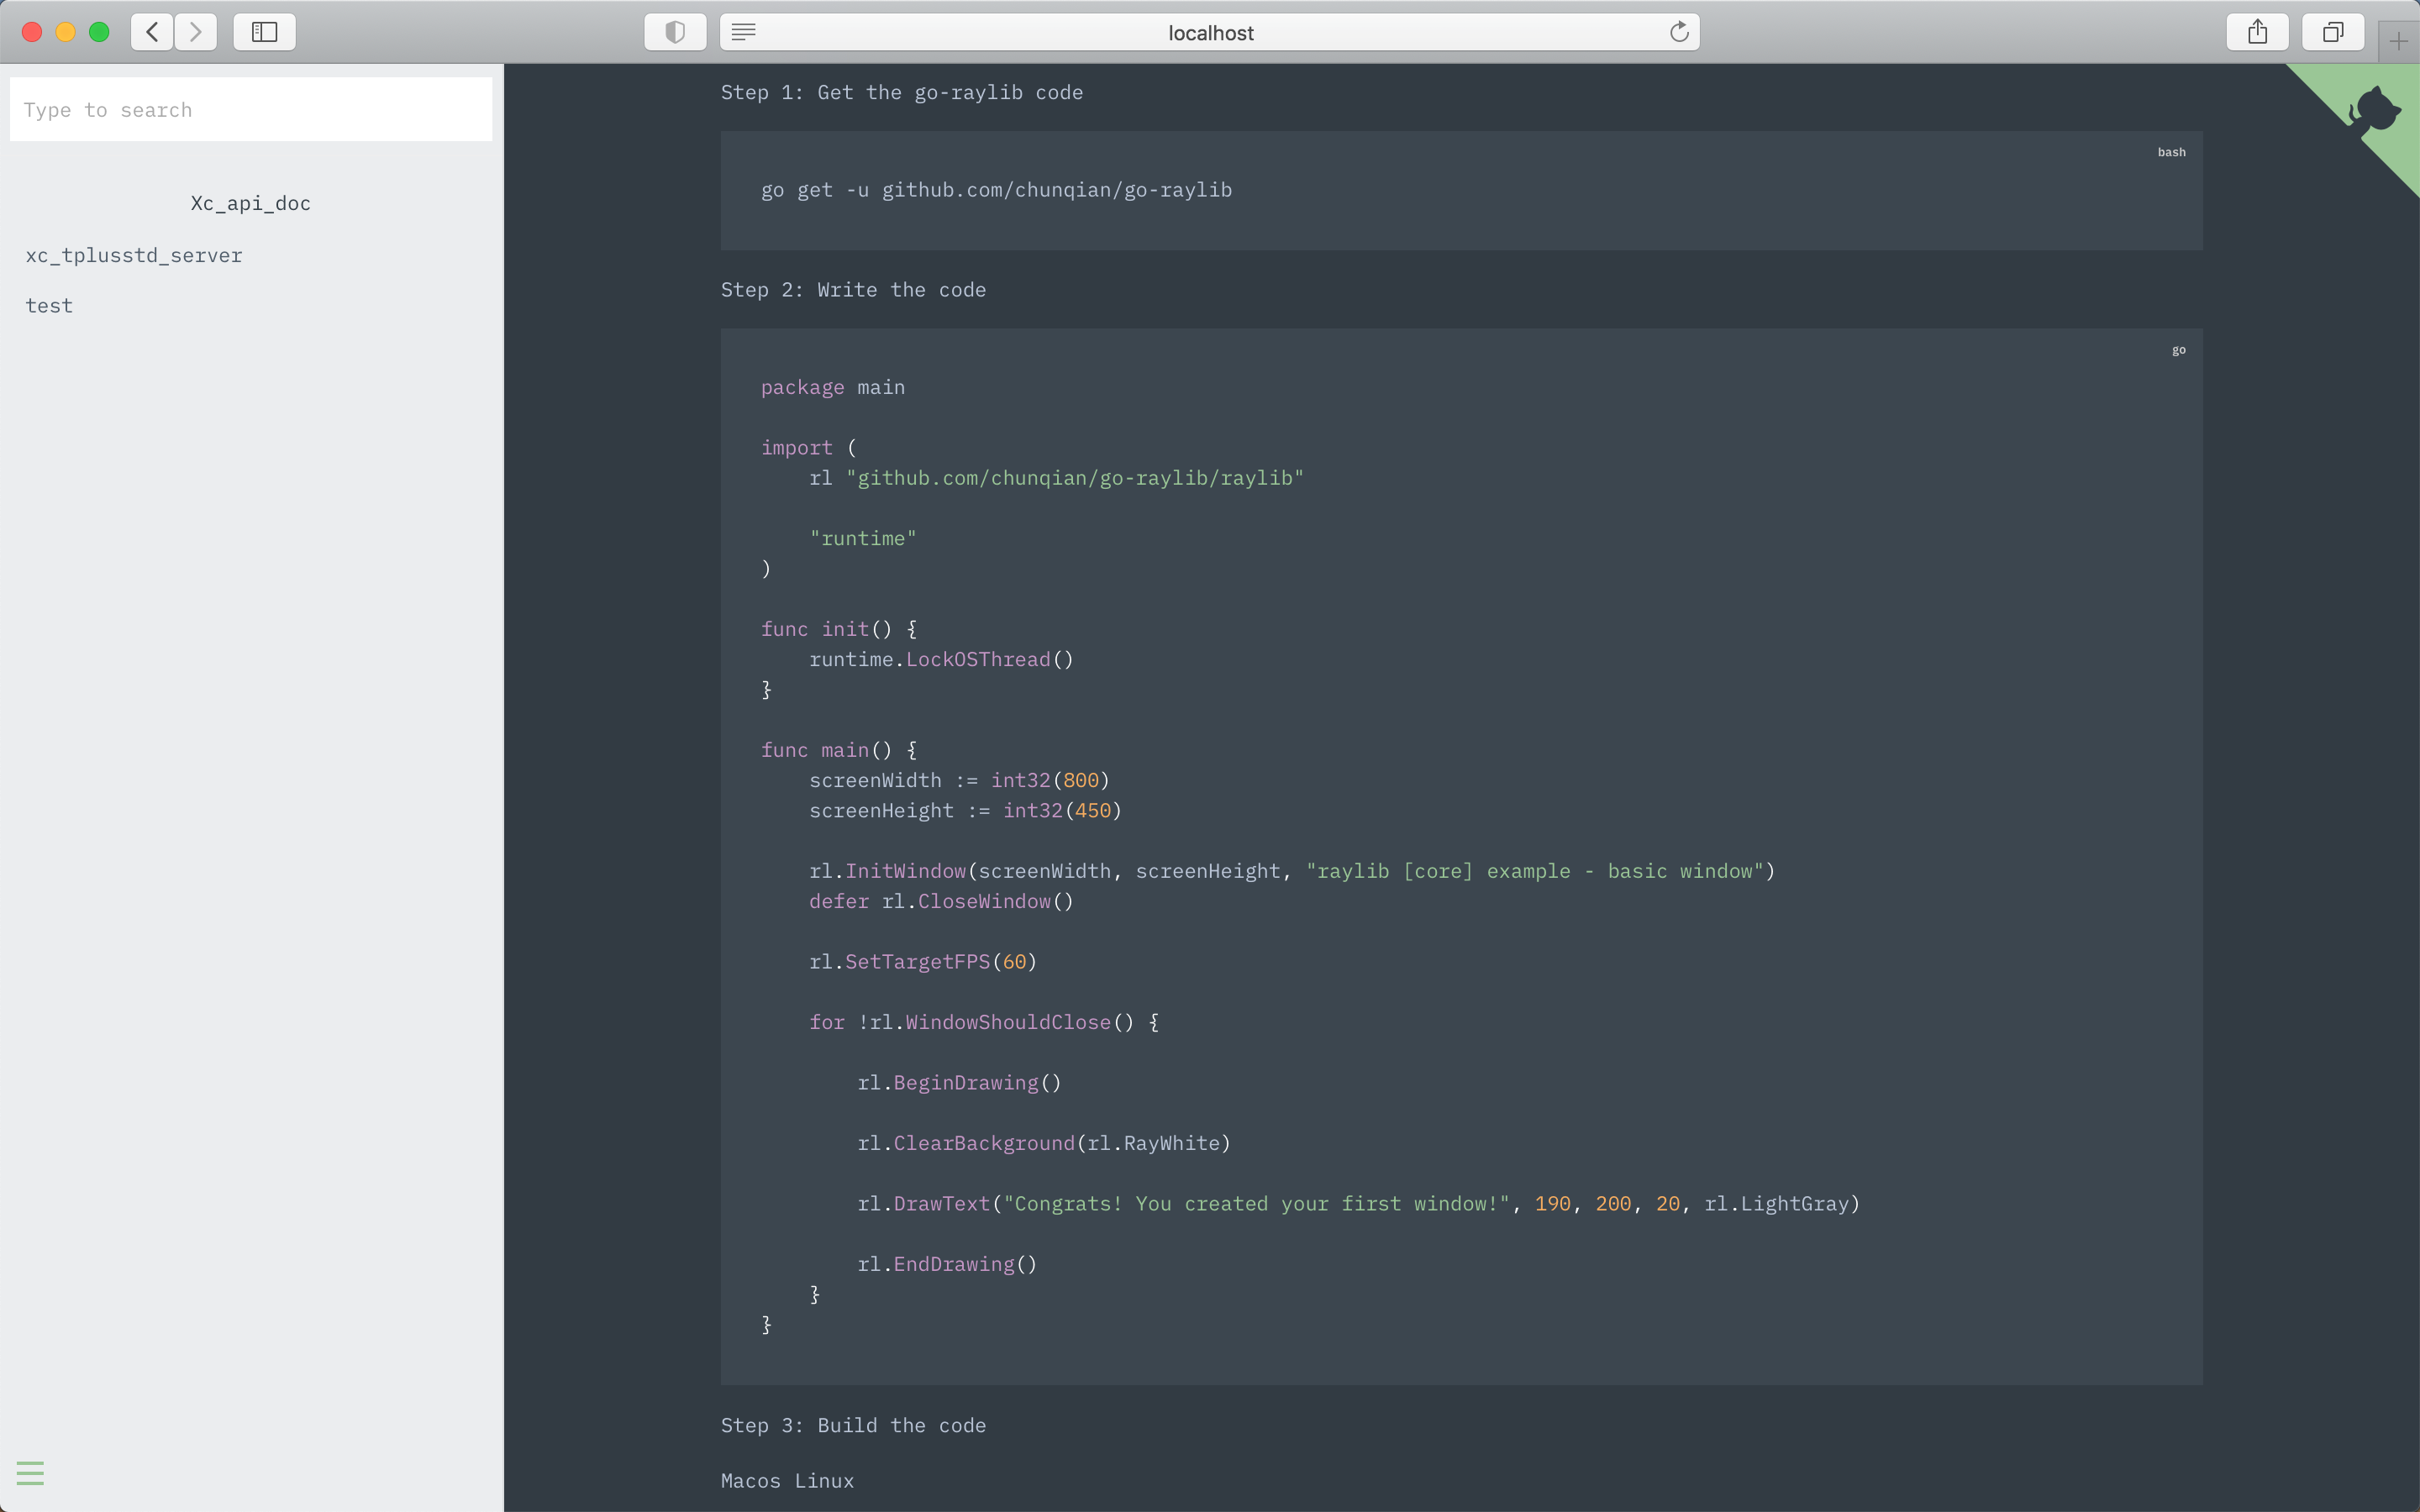 localhost
Type to search
Xc_api_doc
xc_tplusstd_server
test
Step 1: Get the go-raylib code
bash
go get -u github.com/chunqian/go-raylib
Step 2: Write the code
go
package main
import (
    rl "github.com/chunqian/go-raylib/raylib"
    "runtime"
)
func init() {
    runtime.LockOSThread()
}
func main() {
    screenWidth := int32(800)
    screenHeight := int32(450)
    rl.InitWindow(screenWidth, screenHeight, "raylib [core] example - basic window")
    defer rl.CloseWindow()
    rl.SetTargetFPS(60)
    for !rl.WindowShouldClose() {
        rl.BeginDrawing()
        rl.ClearBackground(rl.RayWhite)
        rl.DrawText("Congrats! You created your first window!", 190, 200, 20, rl.LightGray)
        rl.EndDrawing()
    }
}
Step 3: Build the code
Macos Linux